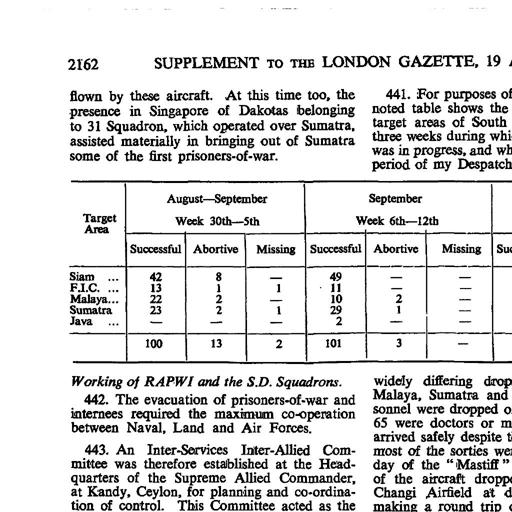 2162 SUPPLEMENT TO THE LONDON GAZETTE, 19
flown by these aircraft. At this time too, the
presence in Singapore of Dakotas belonging
to 31 Squadron, which operated over Sumatra,
assisted materially in bringing out of Sumatra
some of the first prisoners-of-war.
441. For purposes of
noted table shows the
target areas of South
three weeks during whi
was in progress, and wh
period of my Despatch
Target Area August—September September
Week 30th—5th Week 6th—12th
Successful Abortive Missing Successful Abortive Missing Suc
Siam ... 42 8 — 49 — —
F.I.C. ... 13 1 1 11 — —
Malaya... 22 2 — 10 2 —
Sumatra 23 2 1 29 1 —
Java ... — — — 2 — —
100 13 2 101 3 —
Working of RAPWI and the S.D. Squadrons.
442. The evacuation of prisoners-of-war and
internees required the maximum co-operation
between Naval, Land and Air Forces.
443. An Inter-Services Inter-Allied Com-
mittee was therefore established at the Head-
quarters of the Supreme Allied Commander,
at Kandy, Ceylon, for planning and co-ordina-
tion of control. This Committee acted as the
widely differing drop
Malaya, Sumatra and
sonnel were dropped o
65 were doctors or m
arrived safely despite t
most of the sorties we
day of the "Mastiff"
of the aircraft droppe
Changi Airfield at d
making a round trip